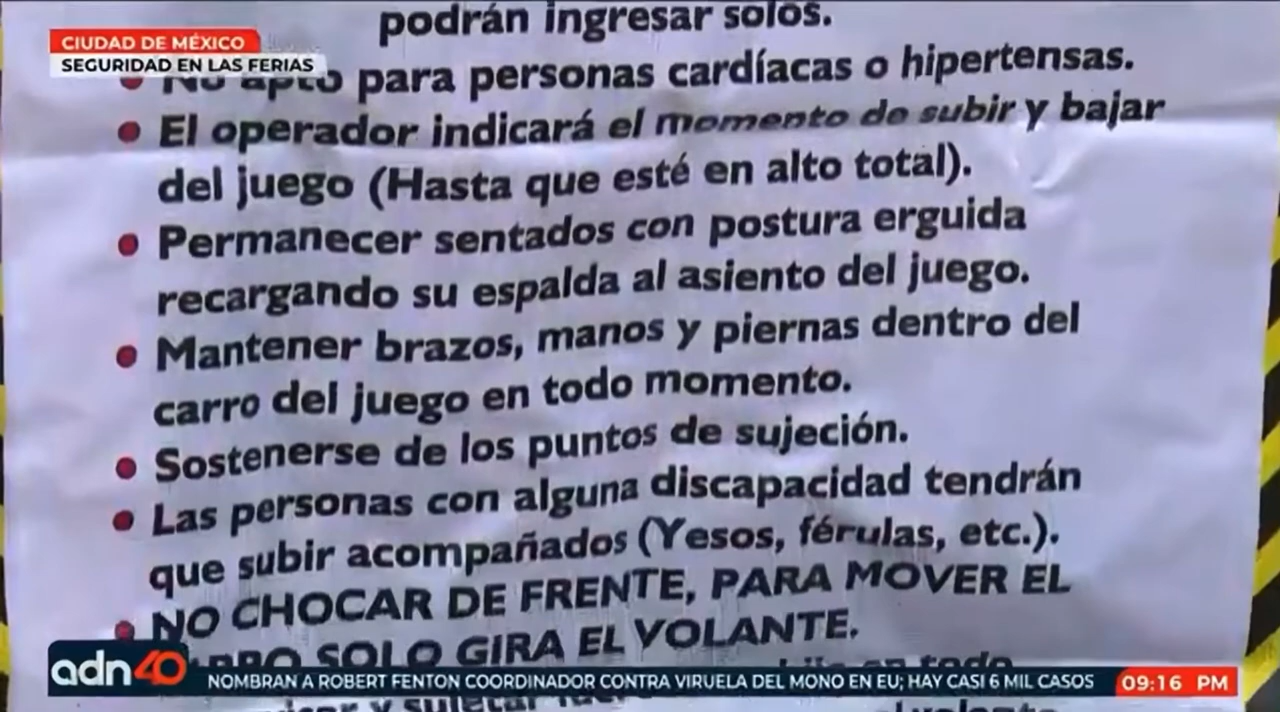 podrán ingresar solos.
CIUDAD DE MÉXICO
SEGURIDAD EN LAS FERIAS
No apto para personas cardíacas o hipertensas.
El operador indicará el momento de subir y bajar
del juego (Hasta que esté en alto total).
Permanecer sentados con postura erguida
recargando su espalda al asiento del juego.
Mantener brazos, manos y piernas dentro del
carro del juego en todo momento.
Sostenerse de los puntos de sujeción.
Las personas con alguna discapacidad tendrán
que subir acompañados (Yesos, férulas, etc.).
NO CHOCAR DE FRENTE, PARA MOVER EL
SOLO GIRA EL VOLANTE.
en todo
adn40
NOMBRAN A ROBERT FENTON COORDINADOR CONTRA VIRUELA DEL MONO EN EU; HAY CASI 6 MIL CASOS
09:16 PM
y sujetar